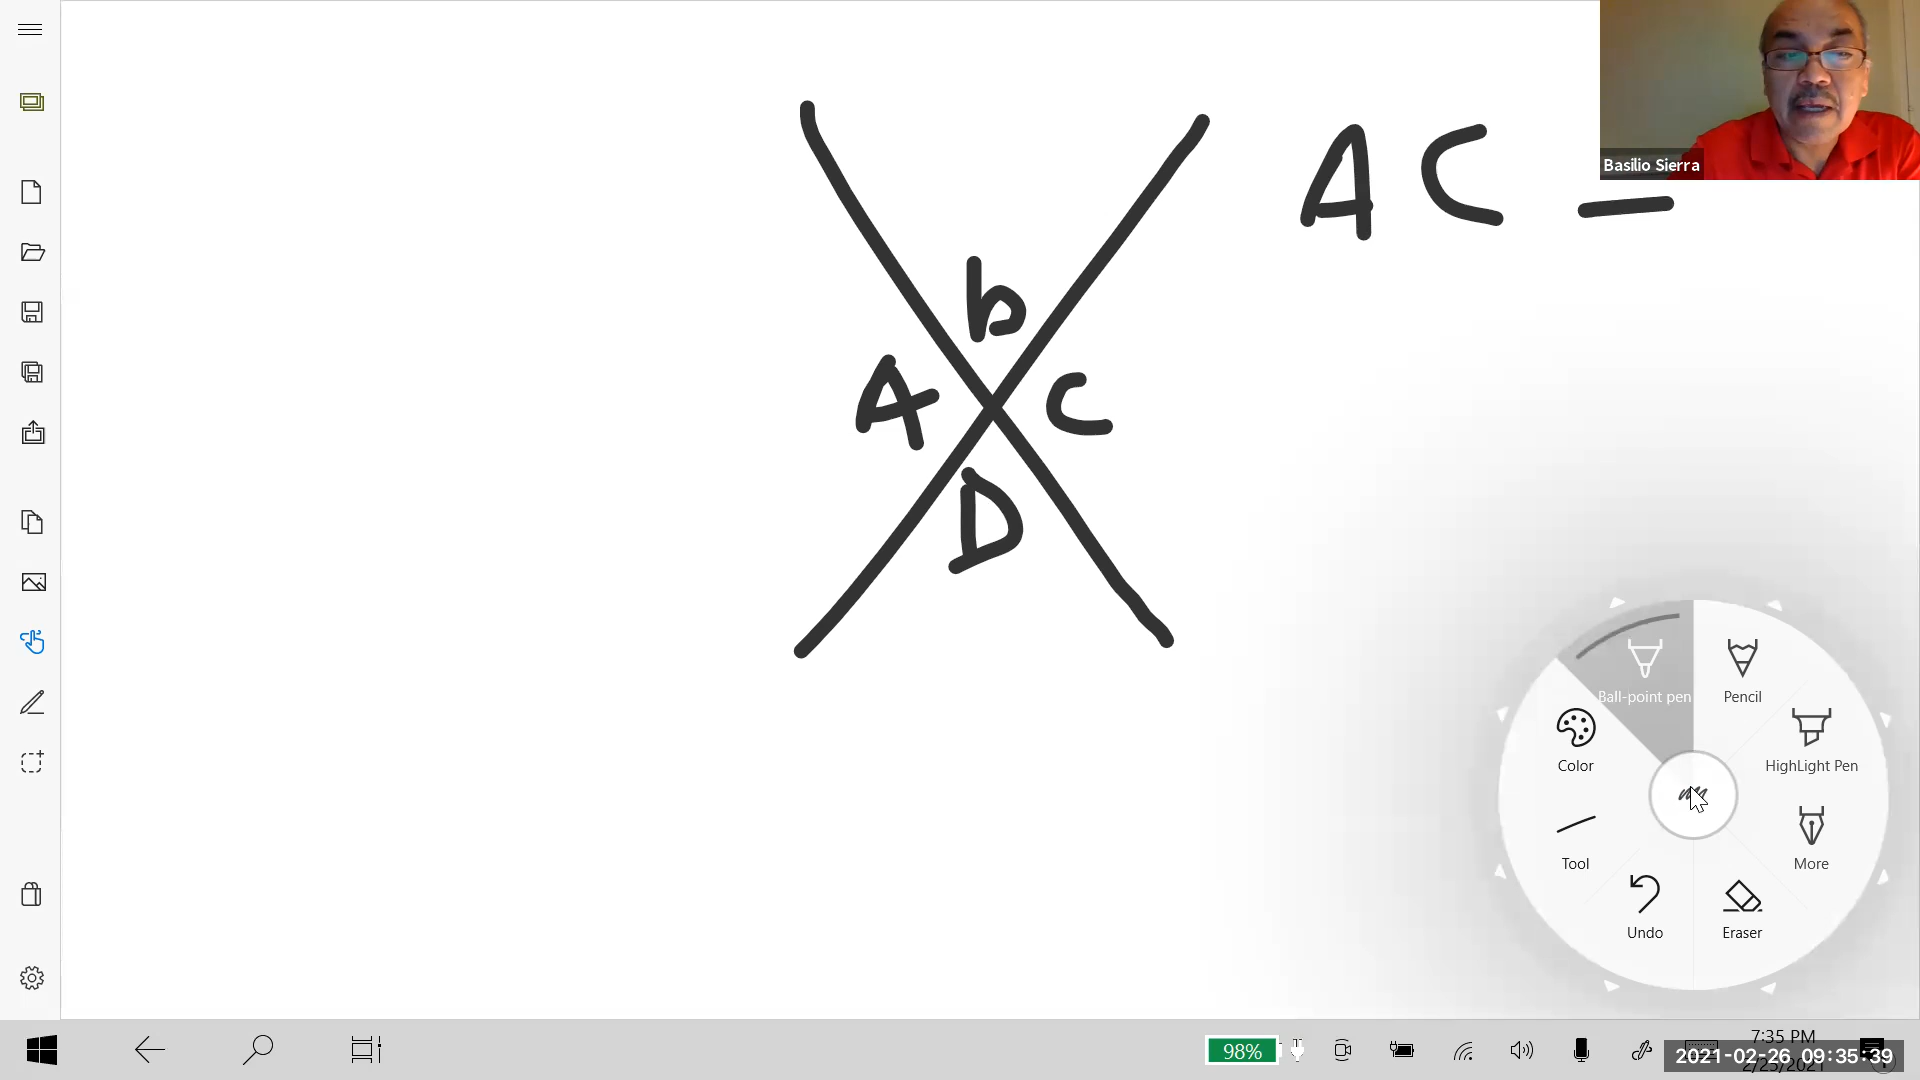 A C =
Basilio Sierra
b
A C
D
Ball-point pen
Pencil
Color
HighLight Pen
Tool
More
Undo
Eraser
98%
7:35 PM
2021-02-26 09:35:39